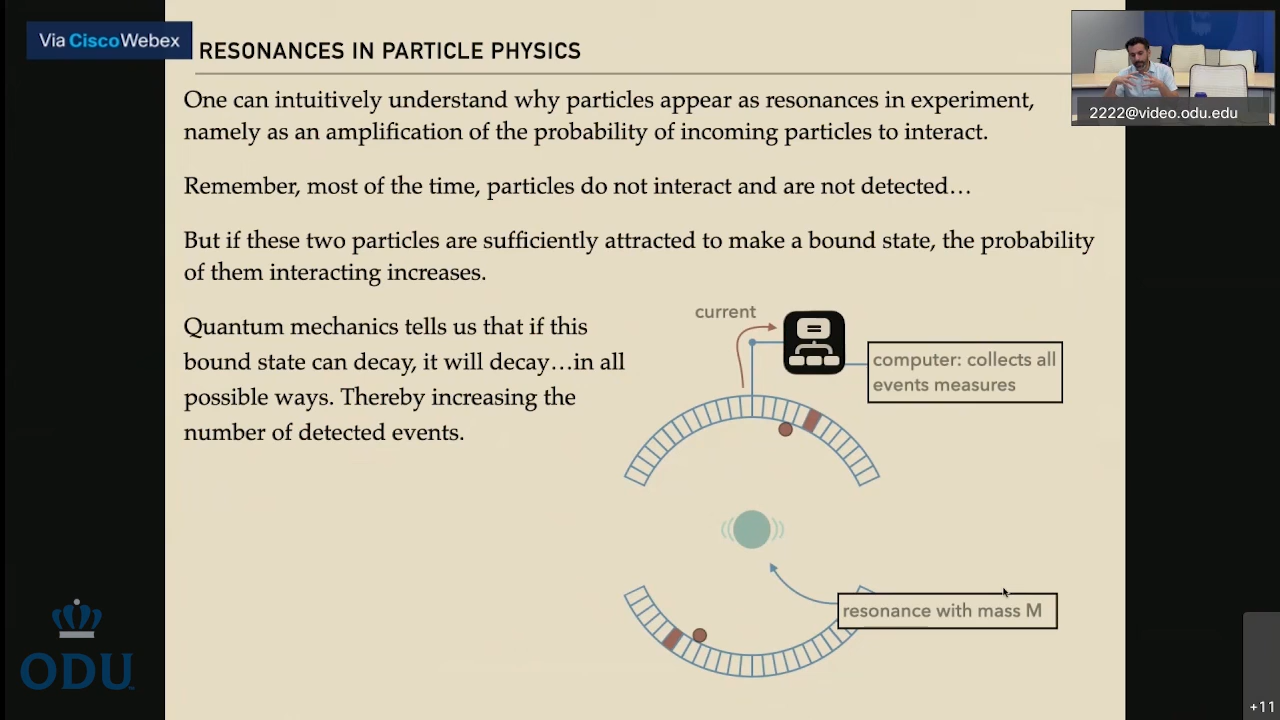 Via Cisco Webex
RESONANCES IN PARTICLE PHYSICS
2222@video.odu.edu
One can intuitively understand why particles appear as resonances in experiment,
namely as an amplification of the probability of incoming particles to interact.
Remember, most of the time, particles do not interact and are not detected…
But if these two particles are sufficiently attracted to make a bound state, the probability
of them interacting increases.
Quantum mechanics tells us that if this
bound state can decay, it will decay…in all
possible ways. Thereby increasing the
number of detected events.
current
=
computer: collects all
events measures
resonance with mass M
ODU
+11